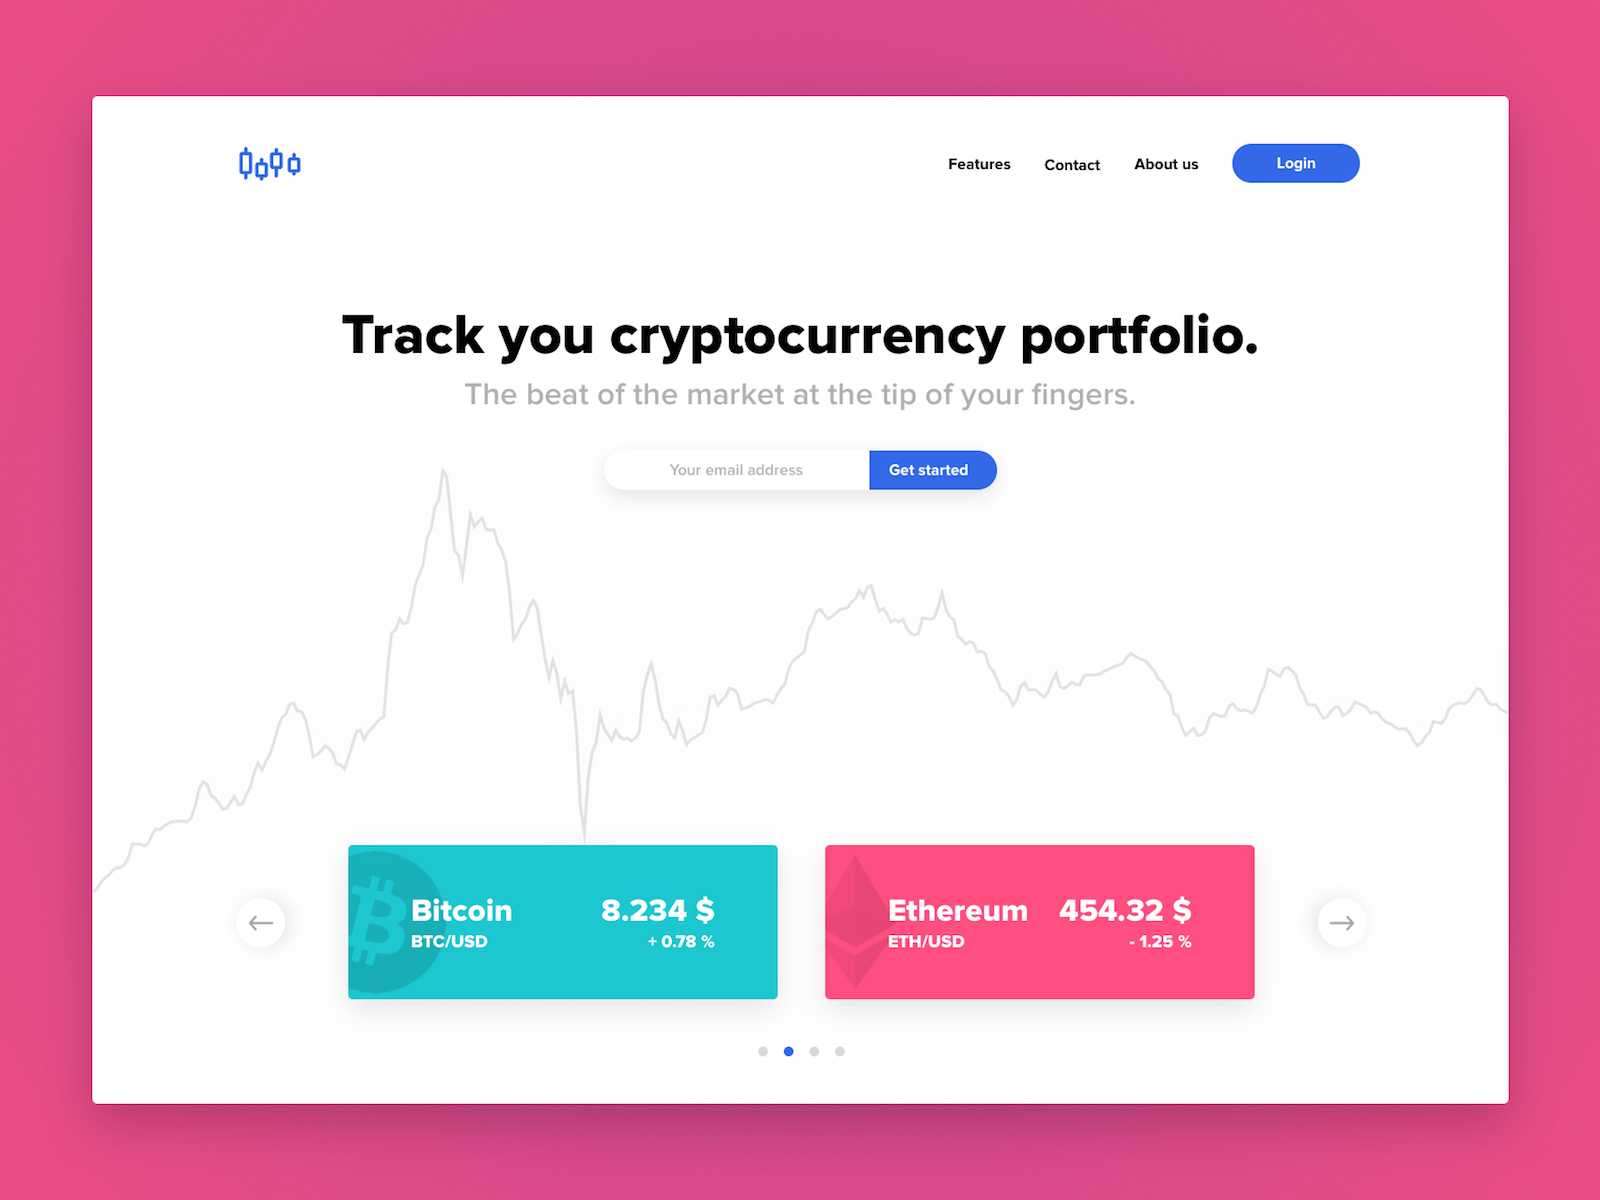 Features
Contact
About us
Login
Track you cryptocurrency portfolio.
The beat of the market at the tip of your fingers.
Your email address
Get started
Bitcoin
8.234 $
BTC/USD
+ 0.78 %
Ethereum
454.32 $
ETH/USD
- 1.25 %